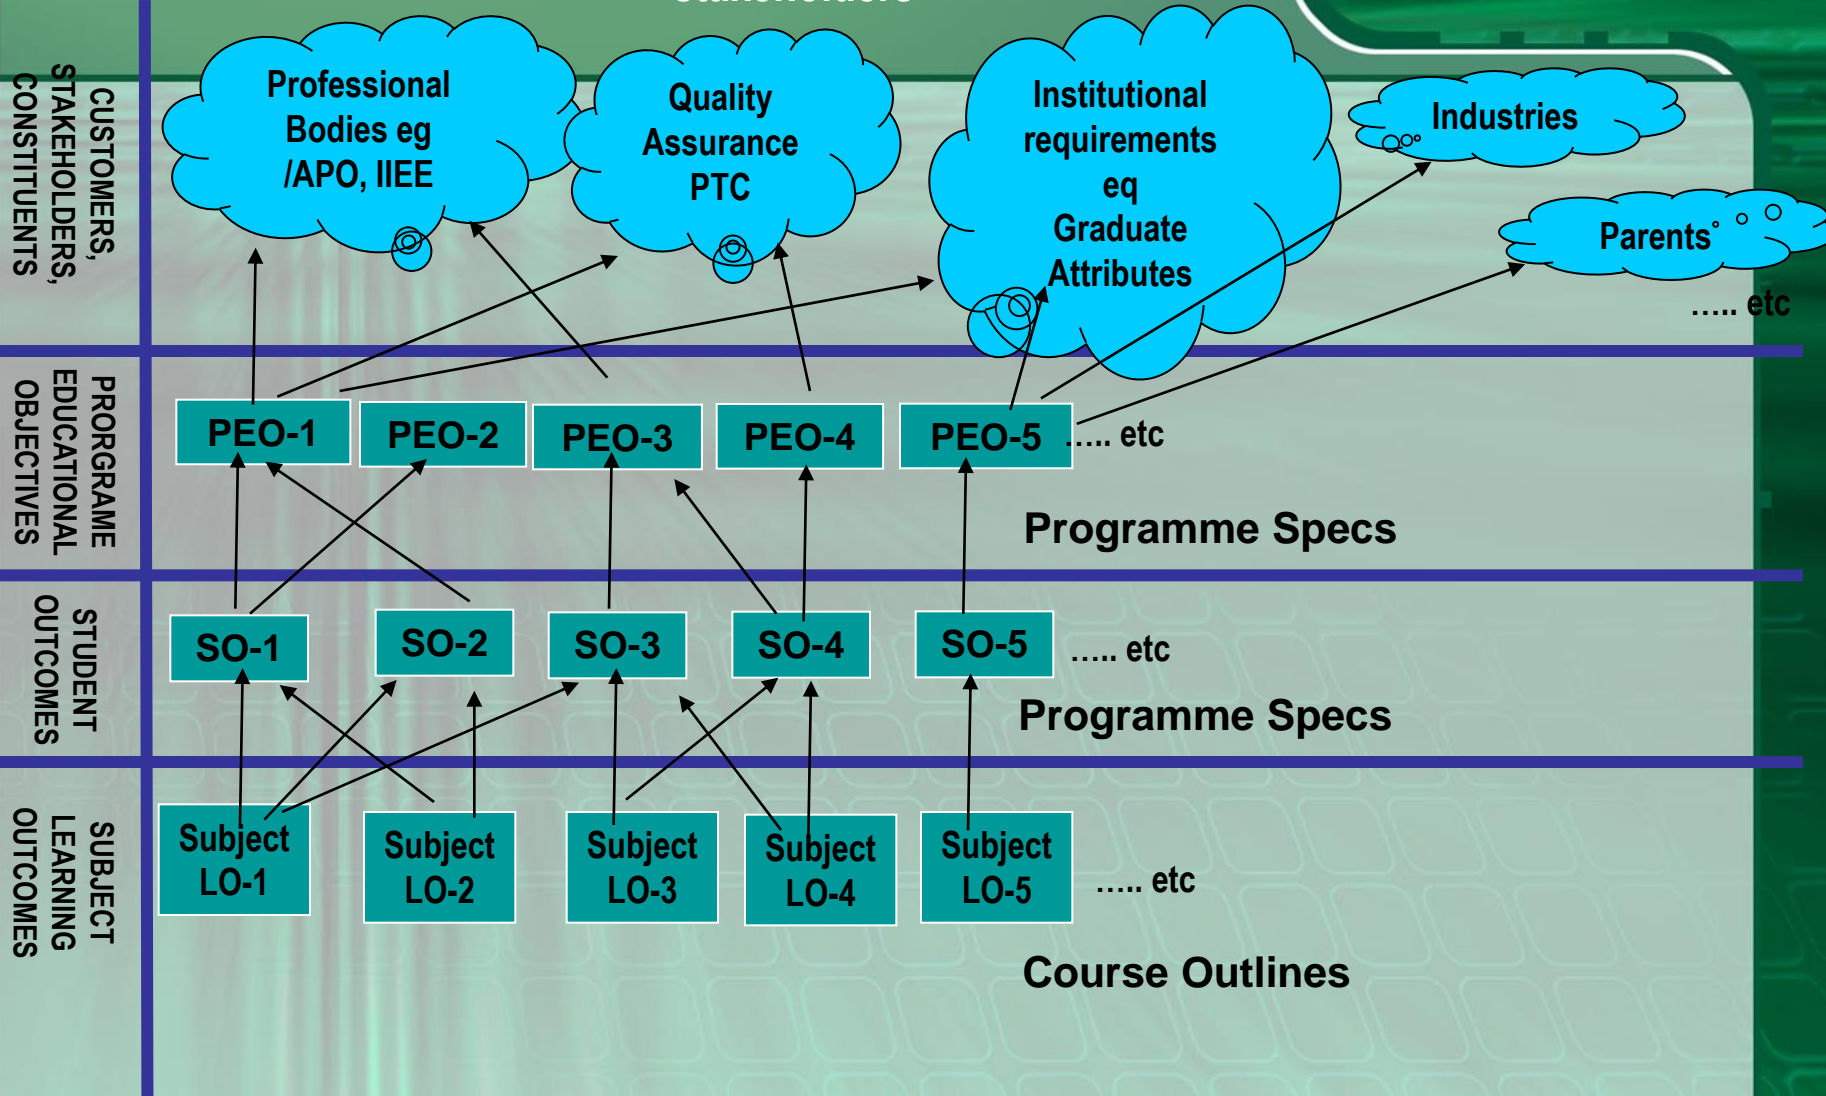 CUSTOMERS,
STAKEHOLDERS,
CONSTITUENTS
Professional
Bodies eg
/APO, IIEE
Quality
Assurance
PTC
Institutional
requirements
eq
Graduate
Attributes
Industries
Parents
….. etc
PRORGRAME
EDUCATIONAL
OBJECTIVES
PEO-1
PEO-2
PEO-3
PEO-4
PEO-5
….. etc
Programme Specs
STUDENT
OUTCOMES
SO-1
SO-2
SO-3
SO-4
SO-5
….. etc
Programme Specs
SUBJECT
LEARNING
OUTCOMES
Subject
LO-1
Subject
LO-2
Subject
LO-3
Subject
LO-4
Subject
LO-5
….. etc
Course Outlines